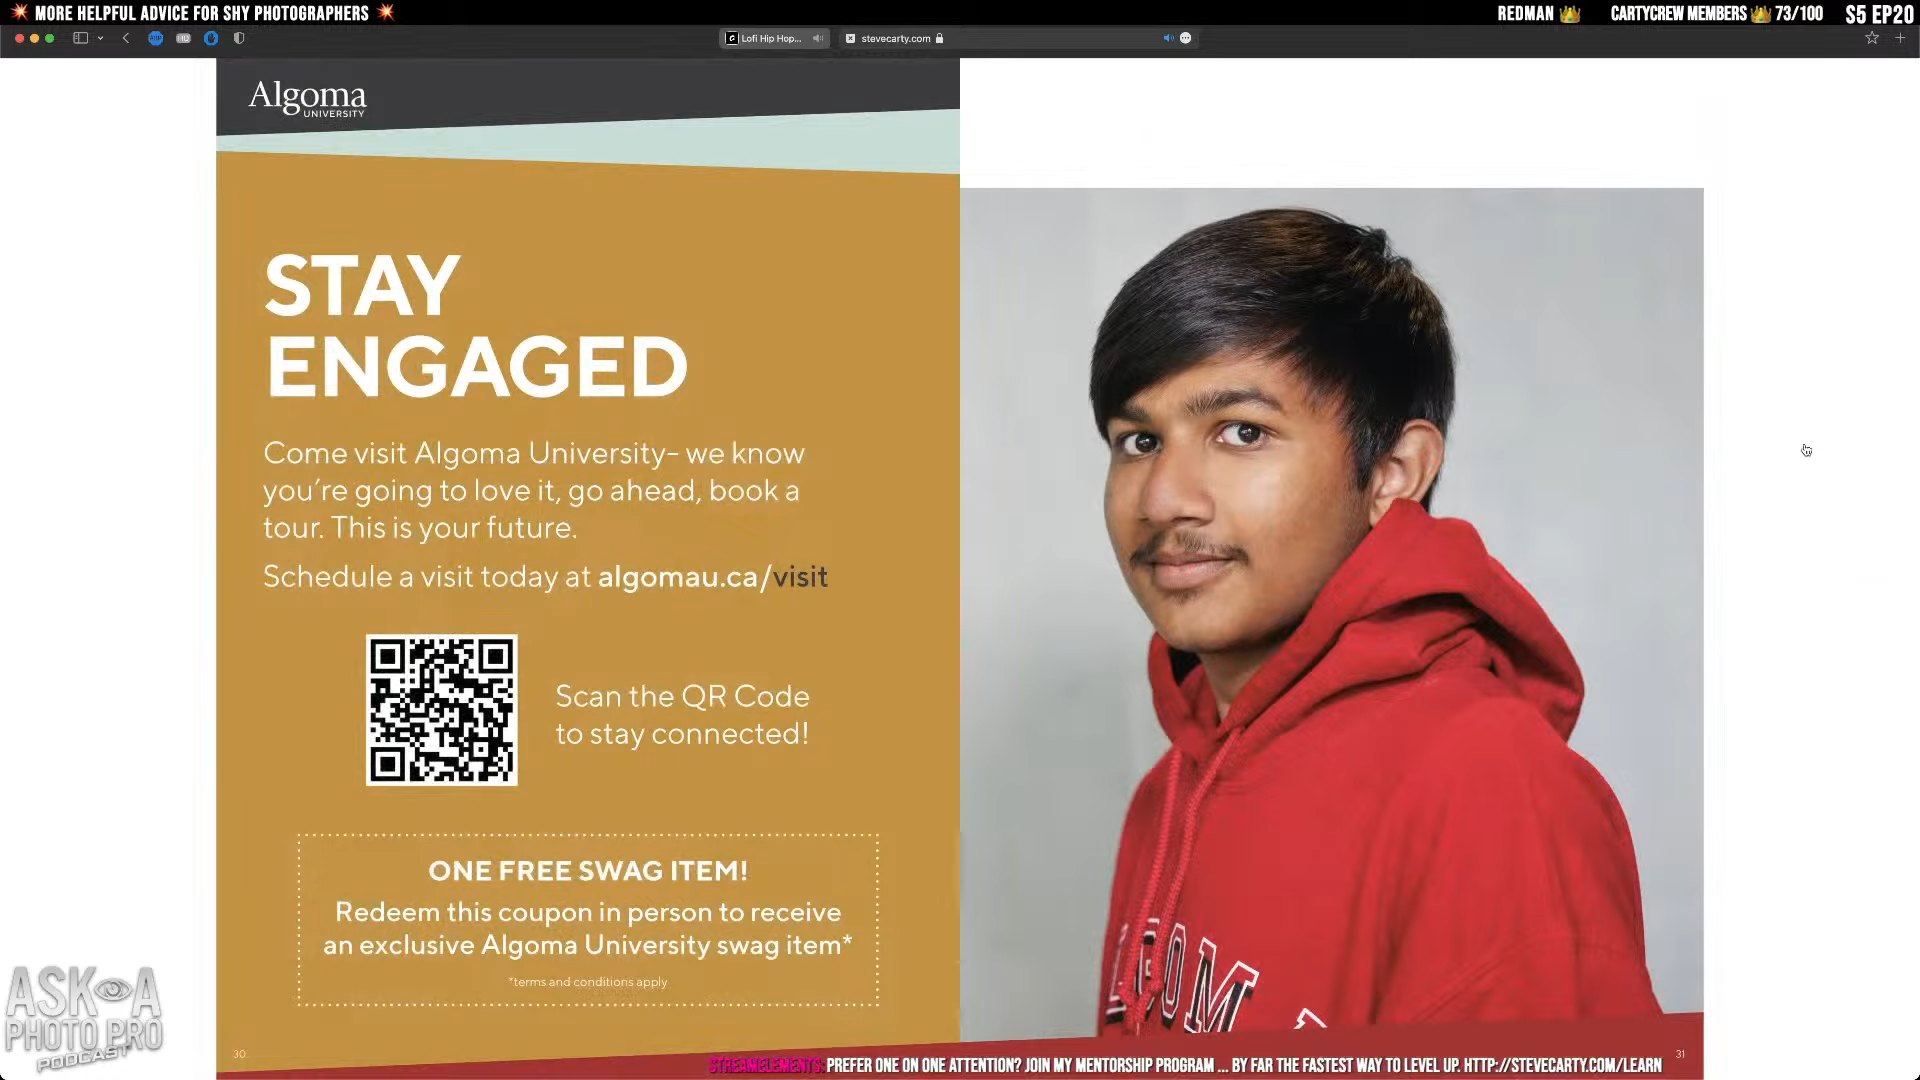 MORE HELPFUL ADVICE FOR SHY PHOTOGRAPHERS
REDMAN
CARTYCREW MEMBERS 73/100
S5 EP20
Lofi Hip Hop...
stevecarty.com
Algoma
UNIVERSITY
STAY
ENGAGED
Come visit Algoma University- we know
you're going to love it, go ahead, book a
tour. This is your future.
Schedule a visit today at algomau.ca/visit
Scan the QR Code
to stay connected!
ONE FREE SWAG ITEM!
Redeem this coupon in person to receive
an exclusive Algoma University swag item*
*terms and conditions apply
30
31
ASK A
PHOTO PRO
PODCAST
STREAMELEMENTS: PREFER ONE ON ONE ATTENTION? JOIN MY MENTORSHIP PROGRAM ... BY FAR THE FASTEST WAY TO LEVEL UP. HTTP://STEVECARTY.COM/LEARN